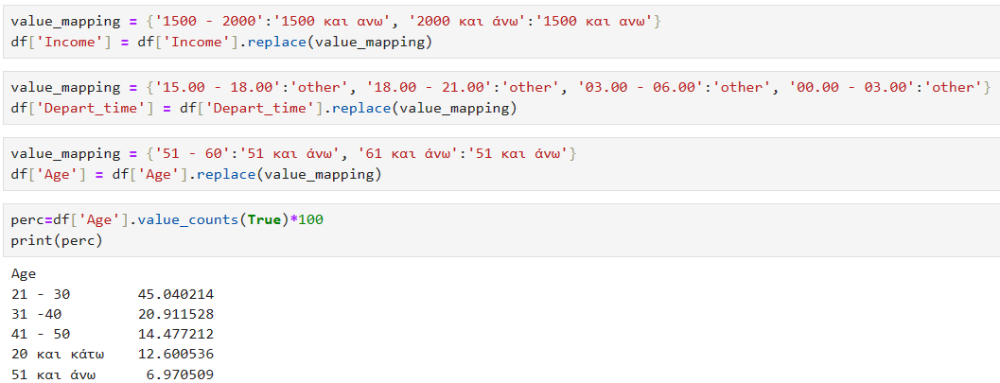 value_mapping = {'1500 - 2000':'1500 και ανω', '2000 και άνω':'1500 και ανω'}
df['Income'] = df['Income'].replace(value_mapping)
value_mapping = {'15.00 - 18.00':'other', '18.00 - 21.00':'other', '03.00 - 06.00':'other', '00.00 - 03.00':'other'}
df['Depart_time'] = df['Depart_time'].replace(value_mapping)
value_mapping = {'51 - 60':'51 και άνω', '61 και άνω':'51 και άνω'}
df['Age'] = df['Age'].replace(value_mapping)
perc=df['Age'].value_counts(True)*100
print(perc)
Age
21 - 30        45.040214
31 -40         20.911528
41 - 50        14.477212
20 και κάτω    12.600536
51 και άνω      6.970509